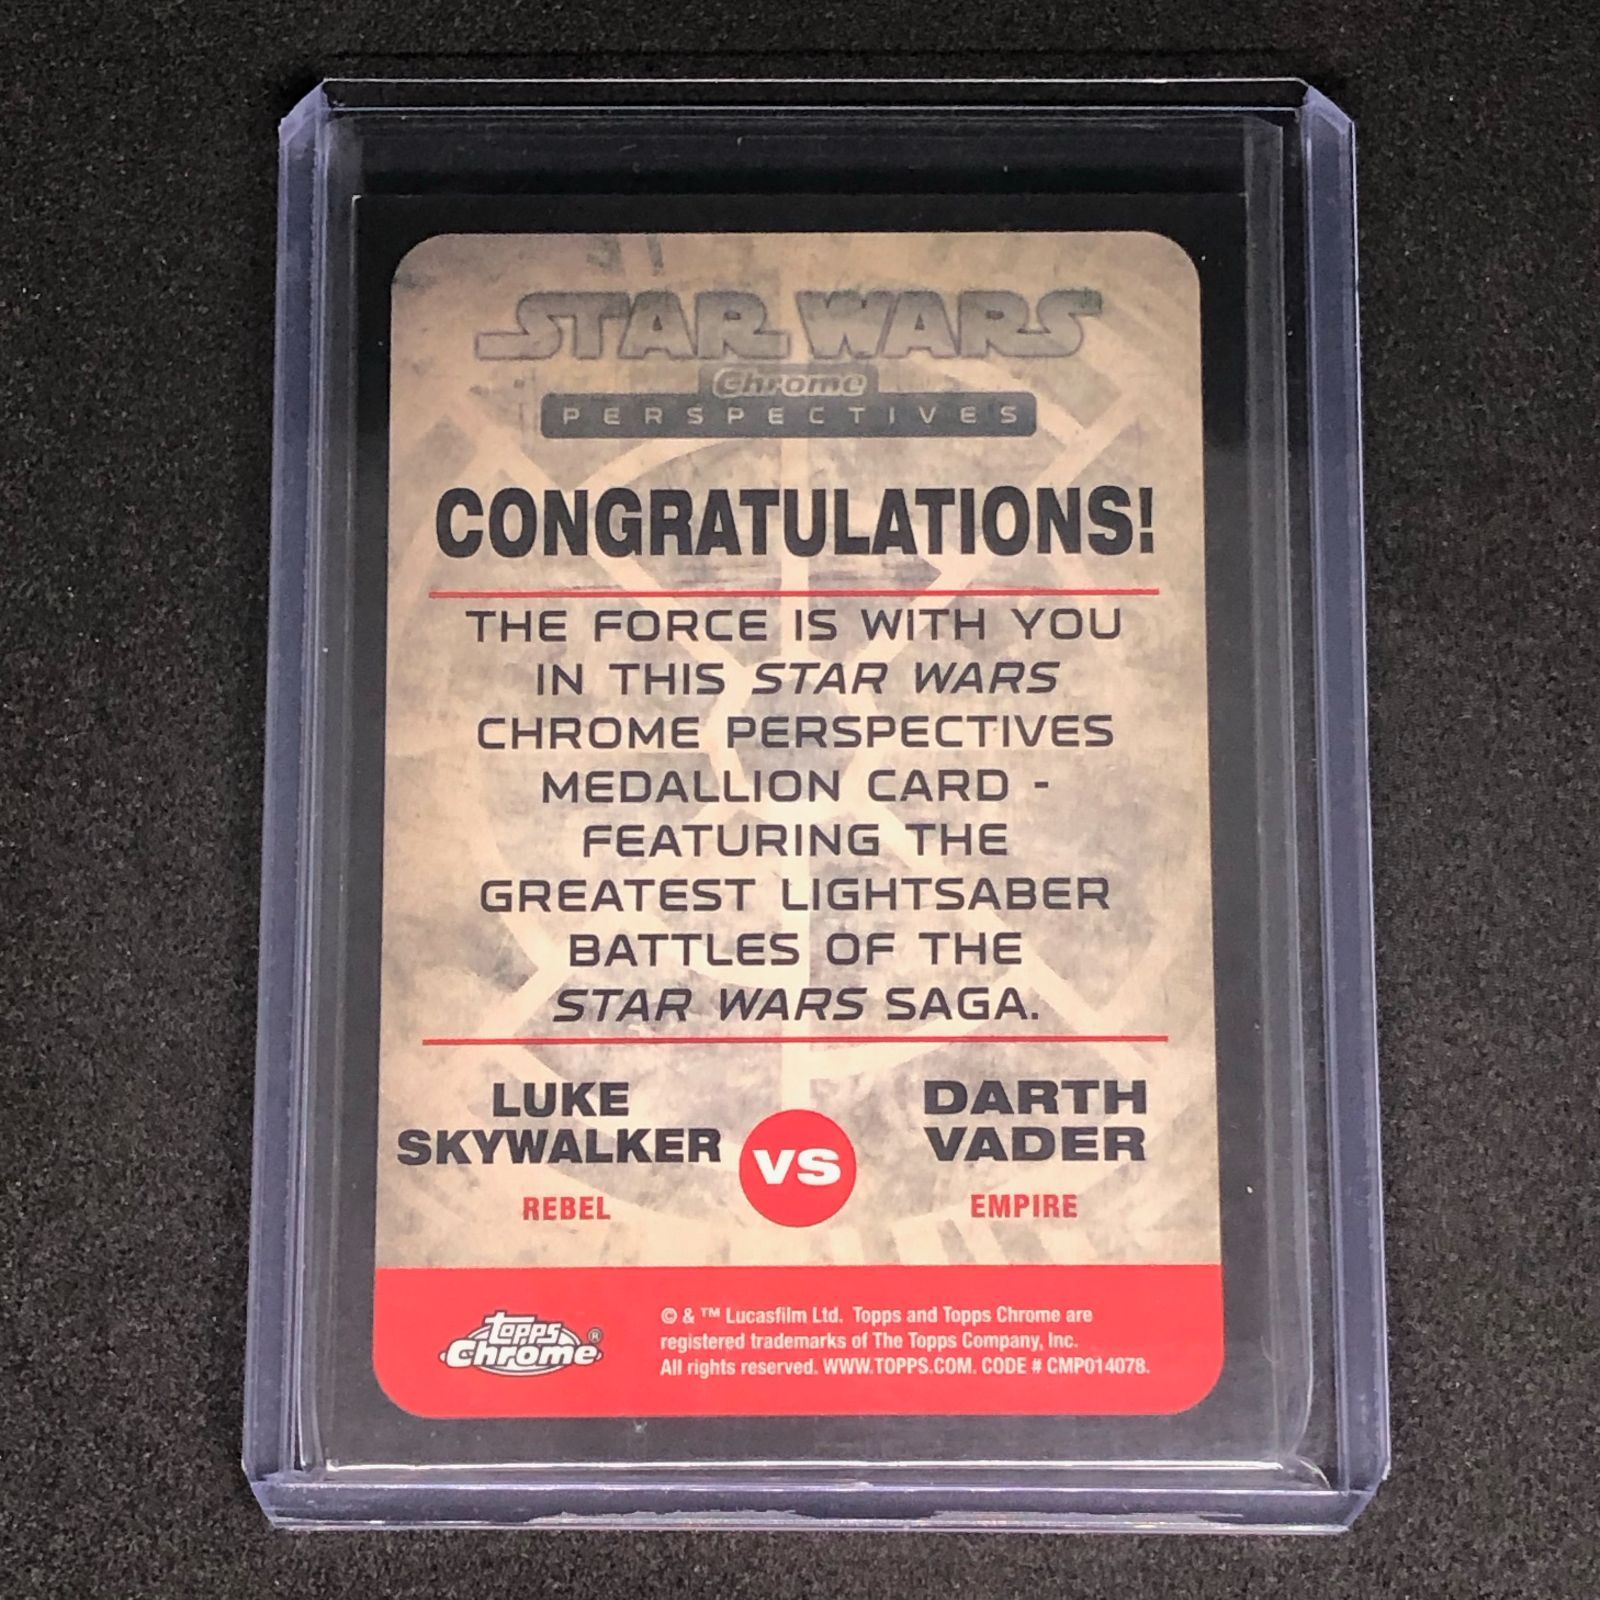 STAR WARS
Chrome
PERSPECTIVES
CONGRATULATIONS!
THE FORCE IS WITH YOU
IN THIS STAR WARS
CHROME PERSPECTIVES
MEDALLION CARD -
FEATURING THE
GREATEST LIGHTSABER
BATTLES OF THE
STAR WARS SAGA.
LUKE
SKYWALKER
REBEL
VS
DARTH
VADER
EMPIRE
topps
Chrome®
© & ™ Lucasfilm Ltd. Topps and Topps Chrome are
registered trademarks of The Topps Company, Inc.
All rights reserved. WWW.TOPPS.COM. CODE # CMP014078.